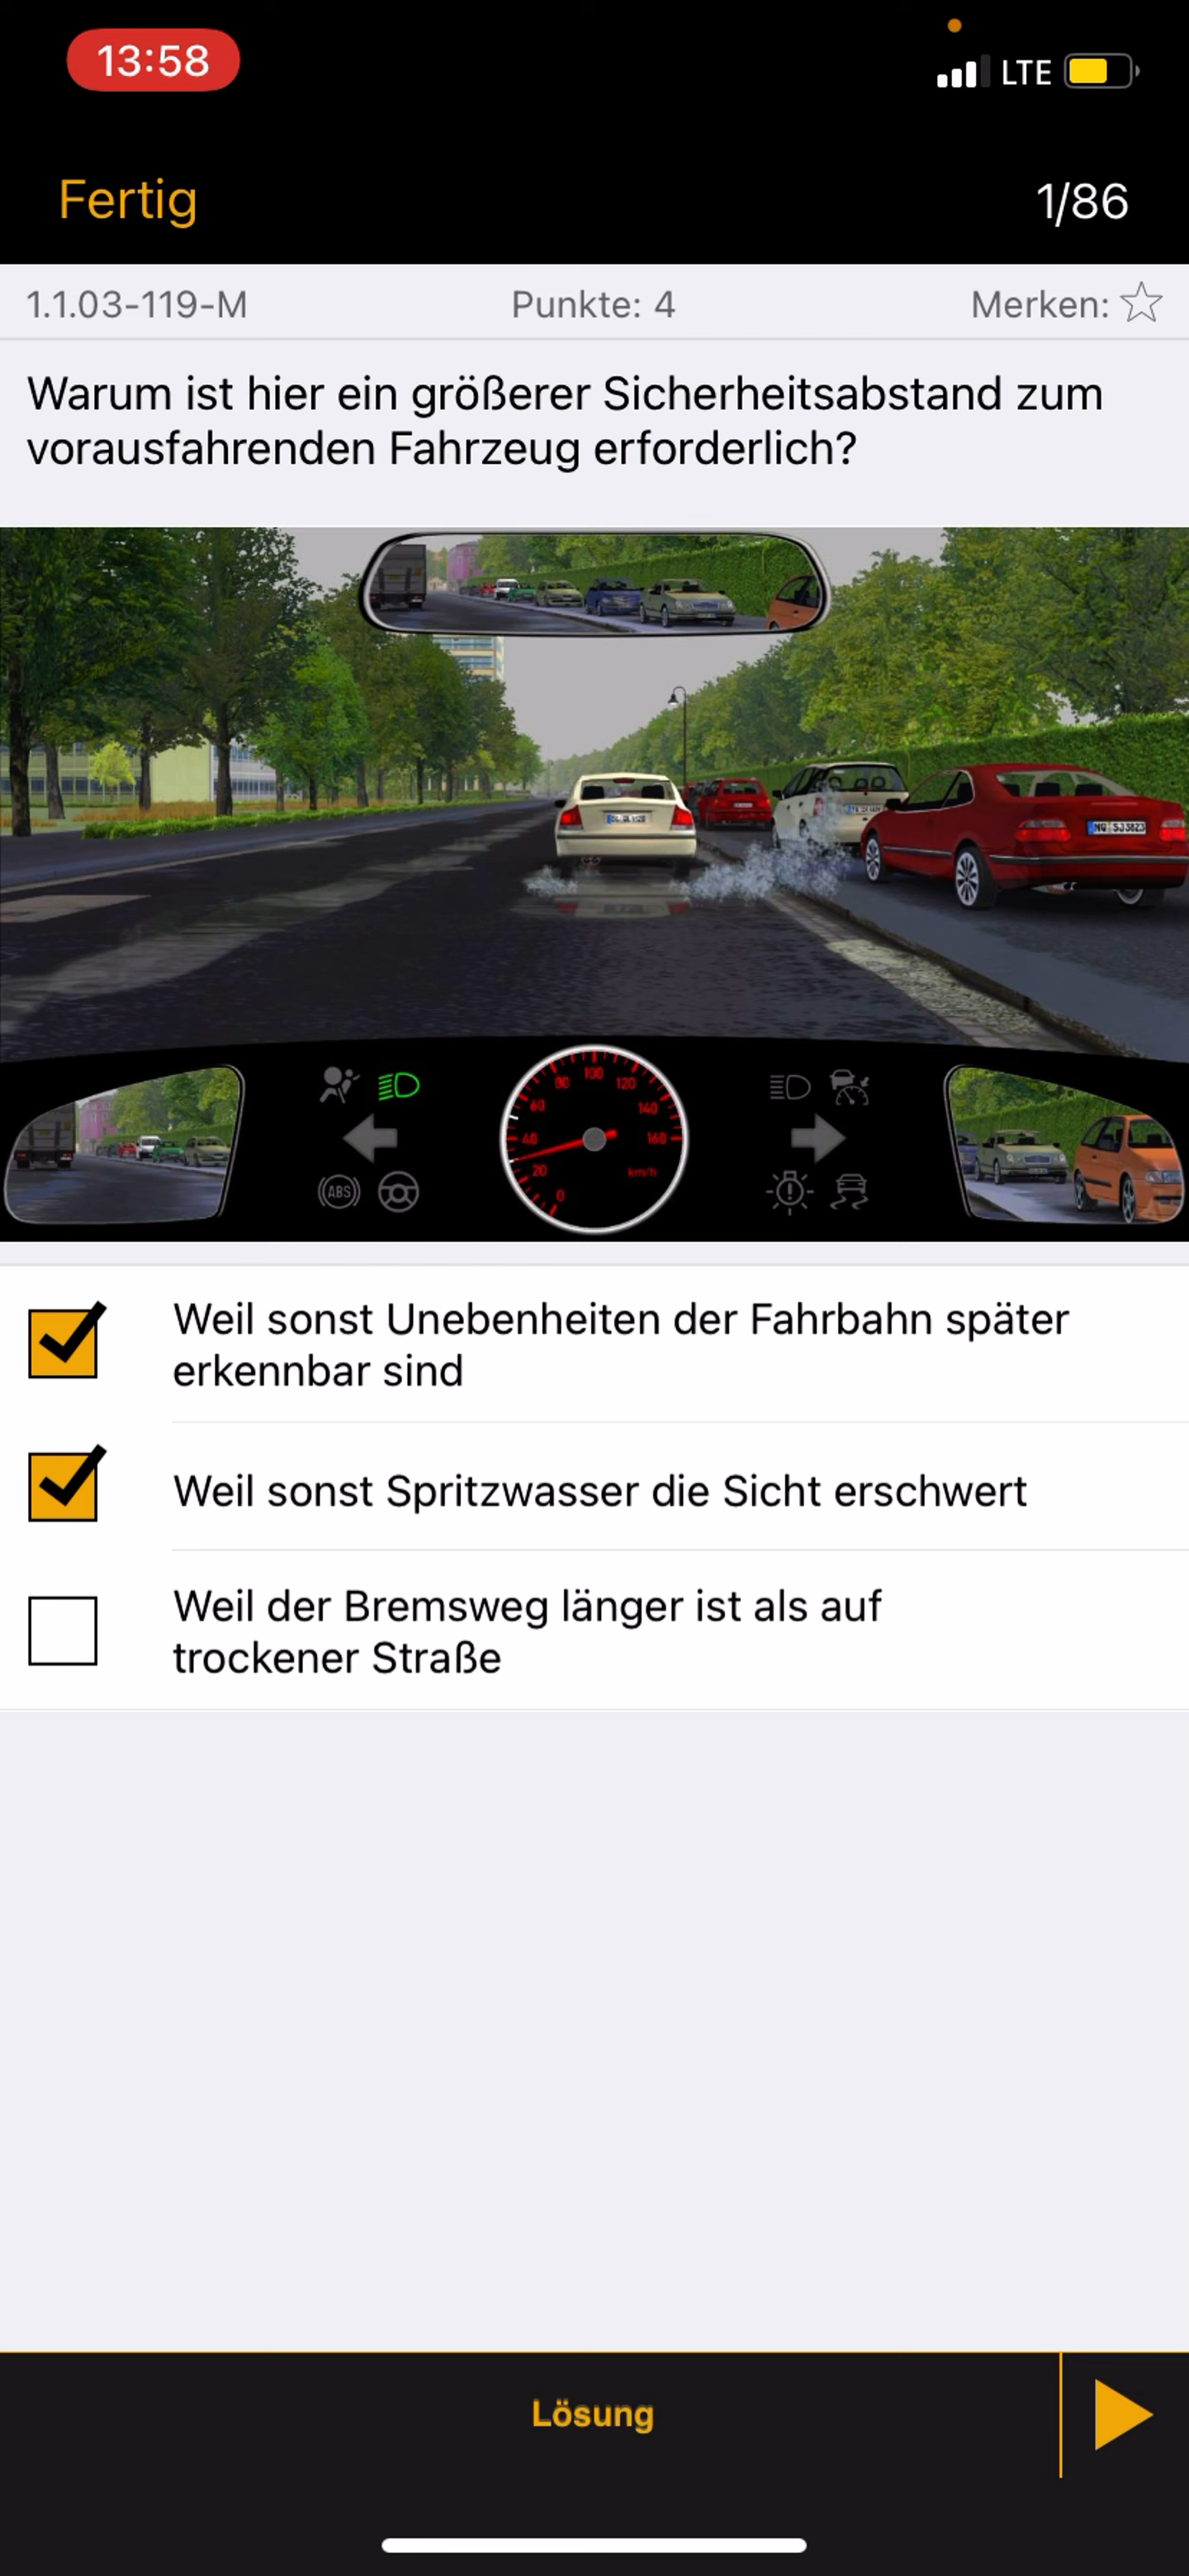 13:58
LTE
Fertig
1/86
1.1.03-119-M
Punkte: 4
Merken:
Warum ist hier ein größerer Sicherheitsabstand zum
vorausfahrenden Fahrzeug erforderlich?
0
20
40
60
80
100
120
140
160
km/h
ABS
Weil sonst Unebenheiten der Fahrbahn später
erkennbar sind
Weil sonst Spritzwasser die Sicht erschwert
Weil der Bremsweg länger ist als auf
trockener Straße
Lösung